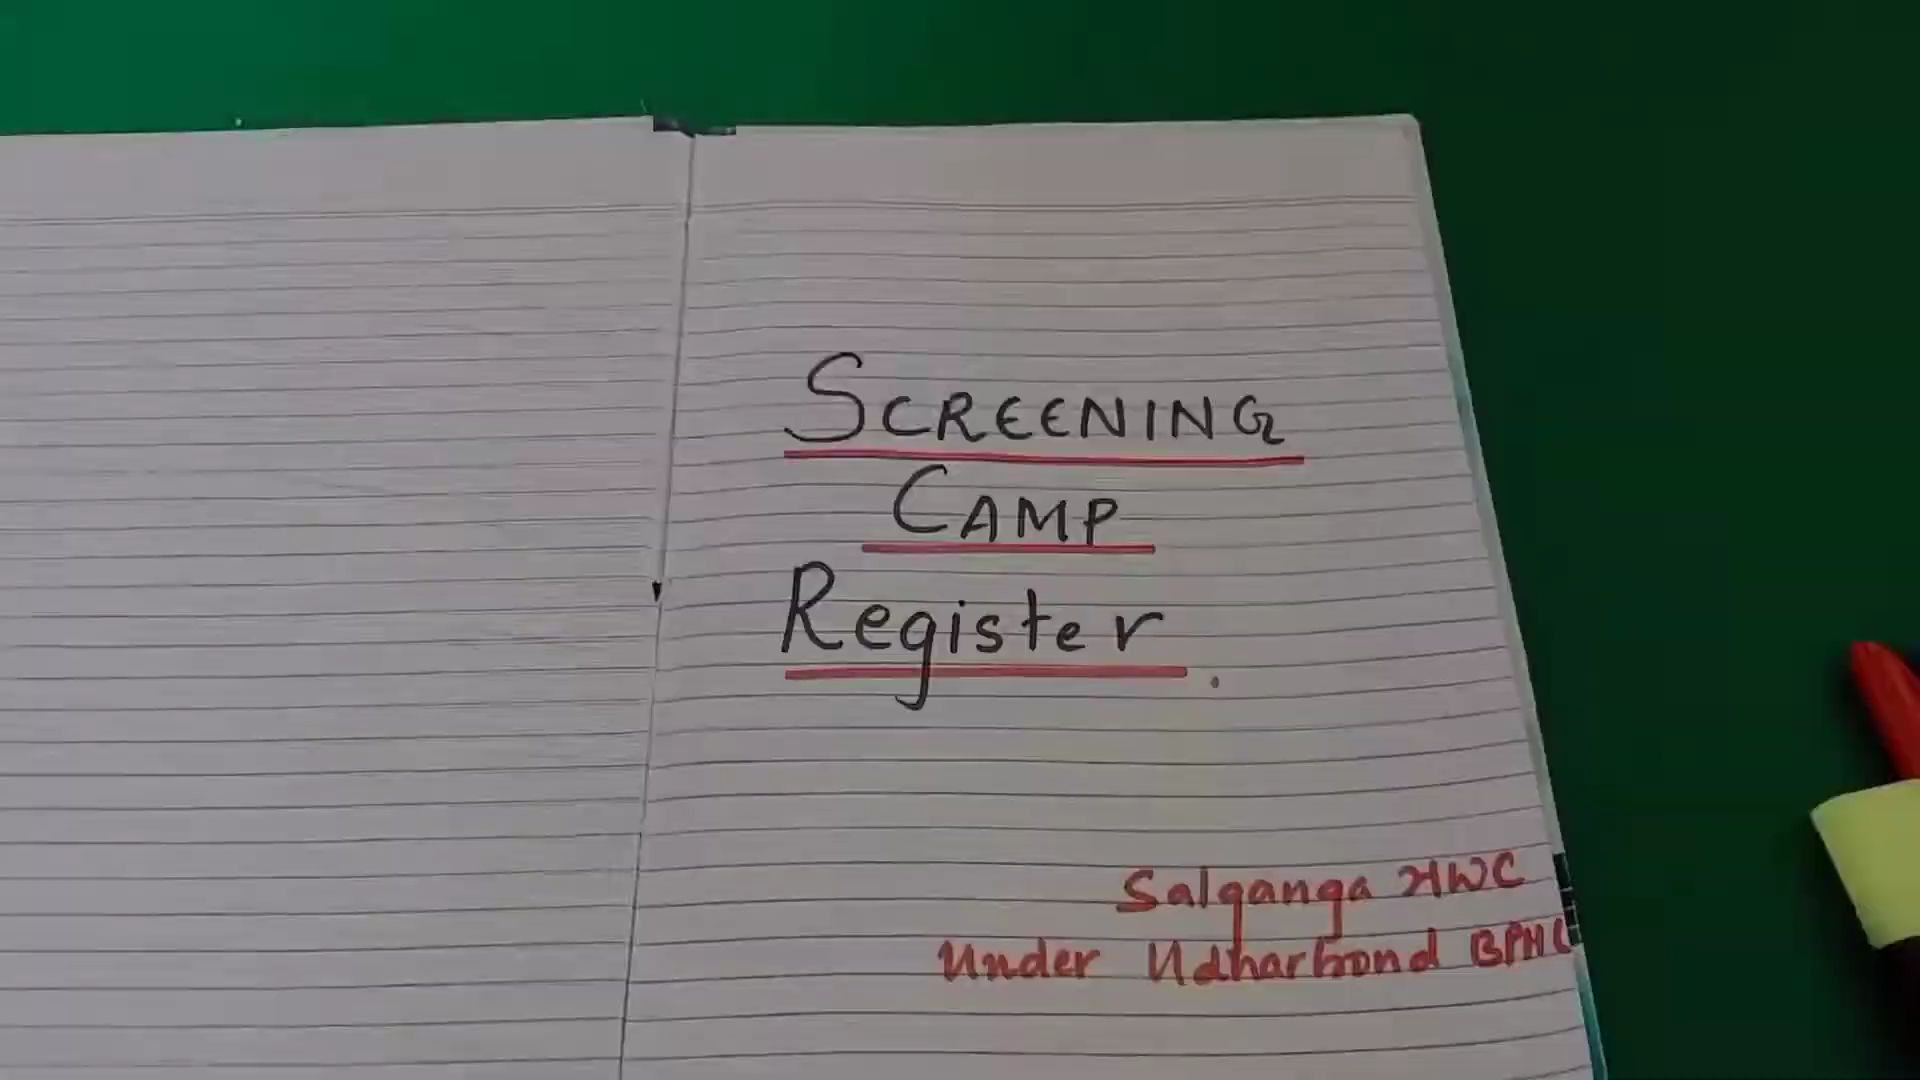 SCREENING
CAMP
Register.
Salganga HWC
Under Udharbond BPHC